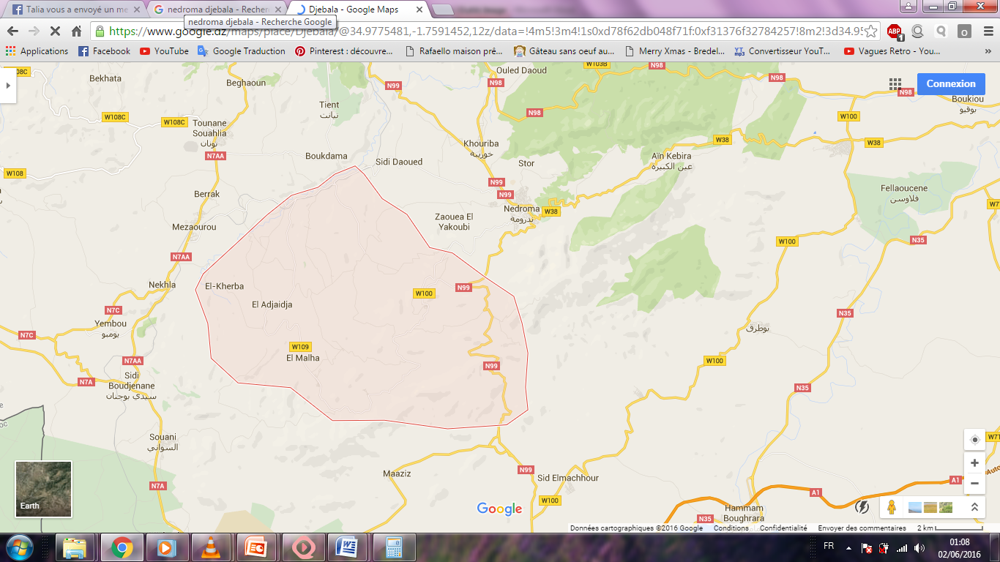 Talia vous a envoyé un me
nedroma djebala - Recher
Djebala - Google Maps
nedroma djebala - Recherche Google
https://www.google.dz/maps/place/Djebala/@34.9775481,-1.7591452,12z/data=!4m5!3m4!1s0xd78f62db048f71f:0xf31376f32784257!8m2!3d34.95
ABP
1
Applications
Facebook
YouTube
Google Traduction
Pinterest : découvre...
Rafaello maison pré...
Gâteau sans oeuf au...
Merry Xmas - Bredel...
Convertisseur YouT...
Vagues Retro - You...
Connexion
Bekhata
Beghaoun
Ouled Daoud
W103B
N98
N98
N98
N98
N98
N99
Boukiou
بوقيو
Tient
تيانت
W108C
W108C
W100
Tounane
Souahlia
تونان
N7AA
Khouriba
خوريبة
W38
W38
Boukdama
Sidi Daoued
Stor
Aïn Kebira
عين الكبيرة
W108
N99
N99
Berrak
Fellaoucene
فلاوسن
Nedroma
ندرومة
W38
Zaouea El
Yakoubi
Mezaourou
N7AA
W100
N35
Nekhla
El-Kherba
N99
W100
El Adjaidja
N7C
N7C
Yembou
يومبو
N35
بوطرق
W109
El Malha
N7AA
N99
W100
Sidi
Boudjenane
سيدي بوجنان
N7A
N35
Souani
السواني
Maaziz
N99
Sid Elmachhour
N7A
W100
A1
A1
N35
Hammam
Boughrara
Earth
Google
Données cartographiques ©2016 Google
Conditions
Confidentialité
Envoyer des commentaires
2 km
FR
01:08
02/06/2016